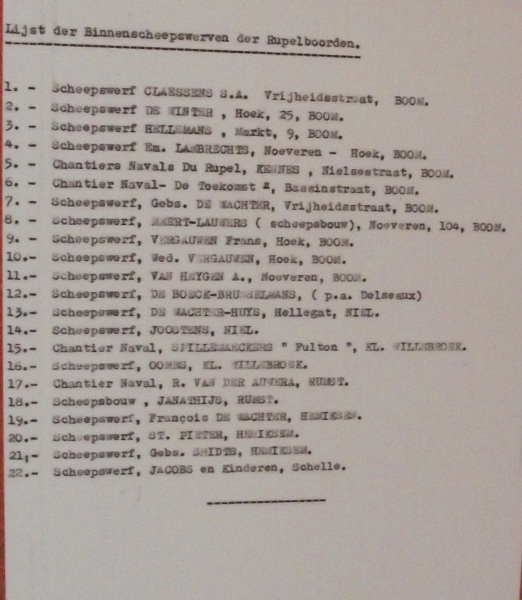 Lijst der Binnenscheepswerven der Rupelboorden.
1. - Scheepswerf CLAESSENS S.A. Vrijheidsstraat, BOOM.
2. - Scheepswerf DE WINTER , Hoek, 25, BOOM.
3. - Scheepswerf HELLEMANS , Markt, 9, BOOM.
4. - Scheepswerf Em. LAMBRECHTS, Noeveren - Hoek, BOOM.
5. - Chantiers Navals Du Rupel, KENNES , Nielsestraat, BOOM.
6. - Chantier Naval- De Toekomst ", Bassinstraat, BOOM.
7. - Scheepswerf, Gebs. DE WACHTER, Vrijheidsstraat, BOOM.
8. - Scheepswerf, MEERT-LAUWERS ( scheepsbouw), Noeveren, 104, BOOM.
9. - Scheepswerf, VERGAUWEN Frans, Hoek, BOOM.
10.- Scheepswerf, Wed. VERGAUWEN, Hoek, BOOM.
11.- Scheepswerf, VAN HEYGEN A., Noeveren, BOOM.
12.- Scheepswerf, DE BOECK-BRUSSELMANS, ( p.a. Delseaux)
13.- Scheepswerf, DE WACHTER-HUYS, Hellegat, NIEL.
14.- Scheepswerf, JOOSTENS, NIEL.
15.- Chantier Naval, SPILLEMAECKERS " Fulton ", KL. WILLEBROEK.
16.- Scheepswerf, OOMES, KL. WILLEBROEK.
17.- Chantier Naval, R. VAN DER AUWERA, RUMST.
18.- Scheepsbouw , JANATHIJS, RUMST.
19.- Scheepswerf, François DE WACHTER, HEMIKSEM.
20.- Scheepswerf, ST. PIETER, HEMIKSEM.
21,- Scheepswerf, Gebs. SMIDTS, HEMIKSEM.
22.- Scheepswerf, JACOBS en Kinderen, Schelle.